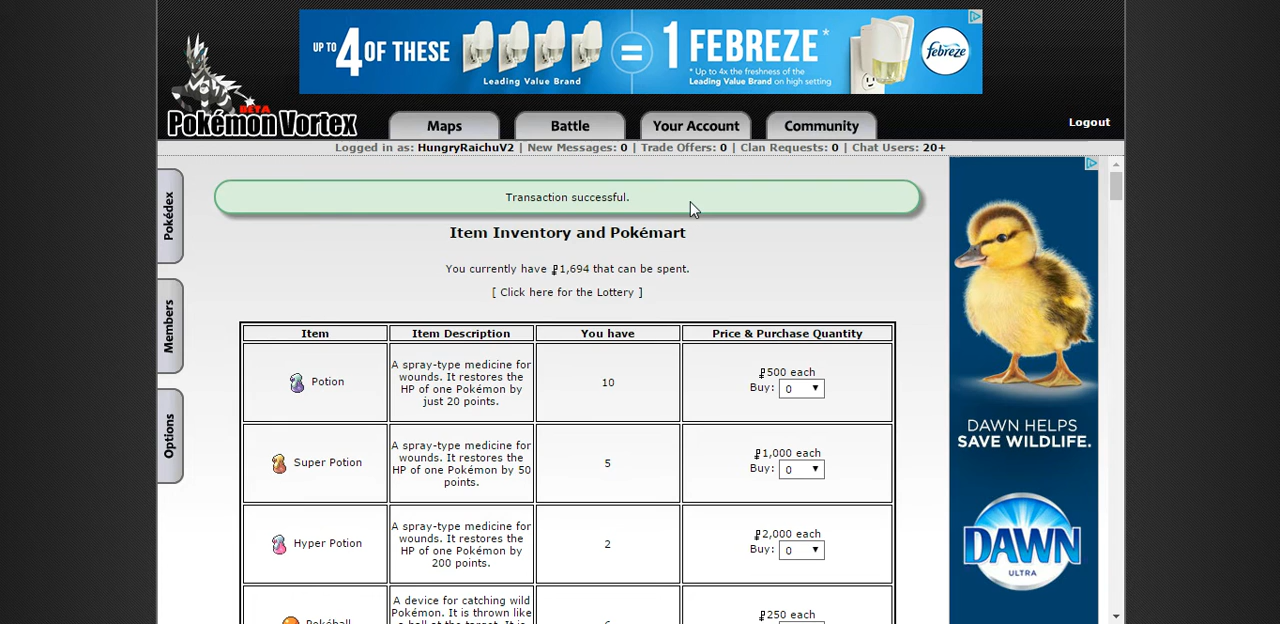 UP TO 4 OF THESE
Leading Value Brand
=
1 FEBREZE*
* Up to 4x the freshness of the
Leading Value Brand on high setting
febreze
BETA
Pokémon Vortex
Maps
Battle
Your Account
Community
Logout
Logged in as: HungryRaichuV2 | New Messages: 0 | Trade Offers: 0 | Clan Requests: 0 | Chat Users: 20+
Pokédex
Members
Options
Transaction successful.
Item Inventory and Pokémart
You currently have ₽1,694 that can be spent.
[ Click here for the Lottery ]
Item
Item Description
You have
Price & Purchase Quantity
Potion
A spray-type medicine for
wounds. It restores the
HP of one Pokémon by
just 20 points.
10
₽500 each
Buy: 0
Super Potion
A spray-type medicine for
wounds. It restores the
HP of one Pokémon by 50
points.
5
₽1,000 each
Buy: 0
Hyper Potion
A spray-type medicine for
wounds. It restores the
HP of one Pokémon by
200 points.
2
₽2,000 each
Buy: 0
A device for catching wild
Pokémon. It is thrown like
₽250 each
DAWN HELPS
SAVE WILDLIFE.
DAWN
ULTRA